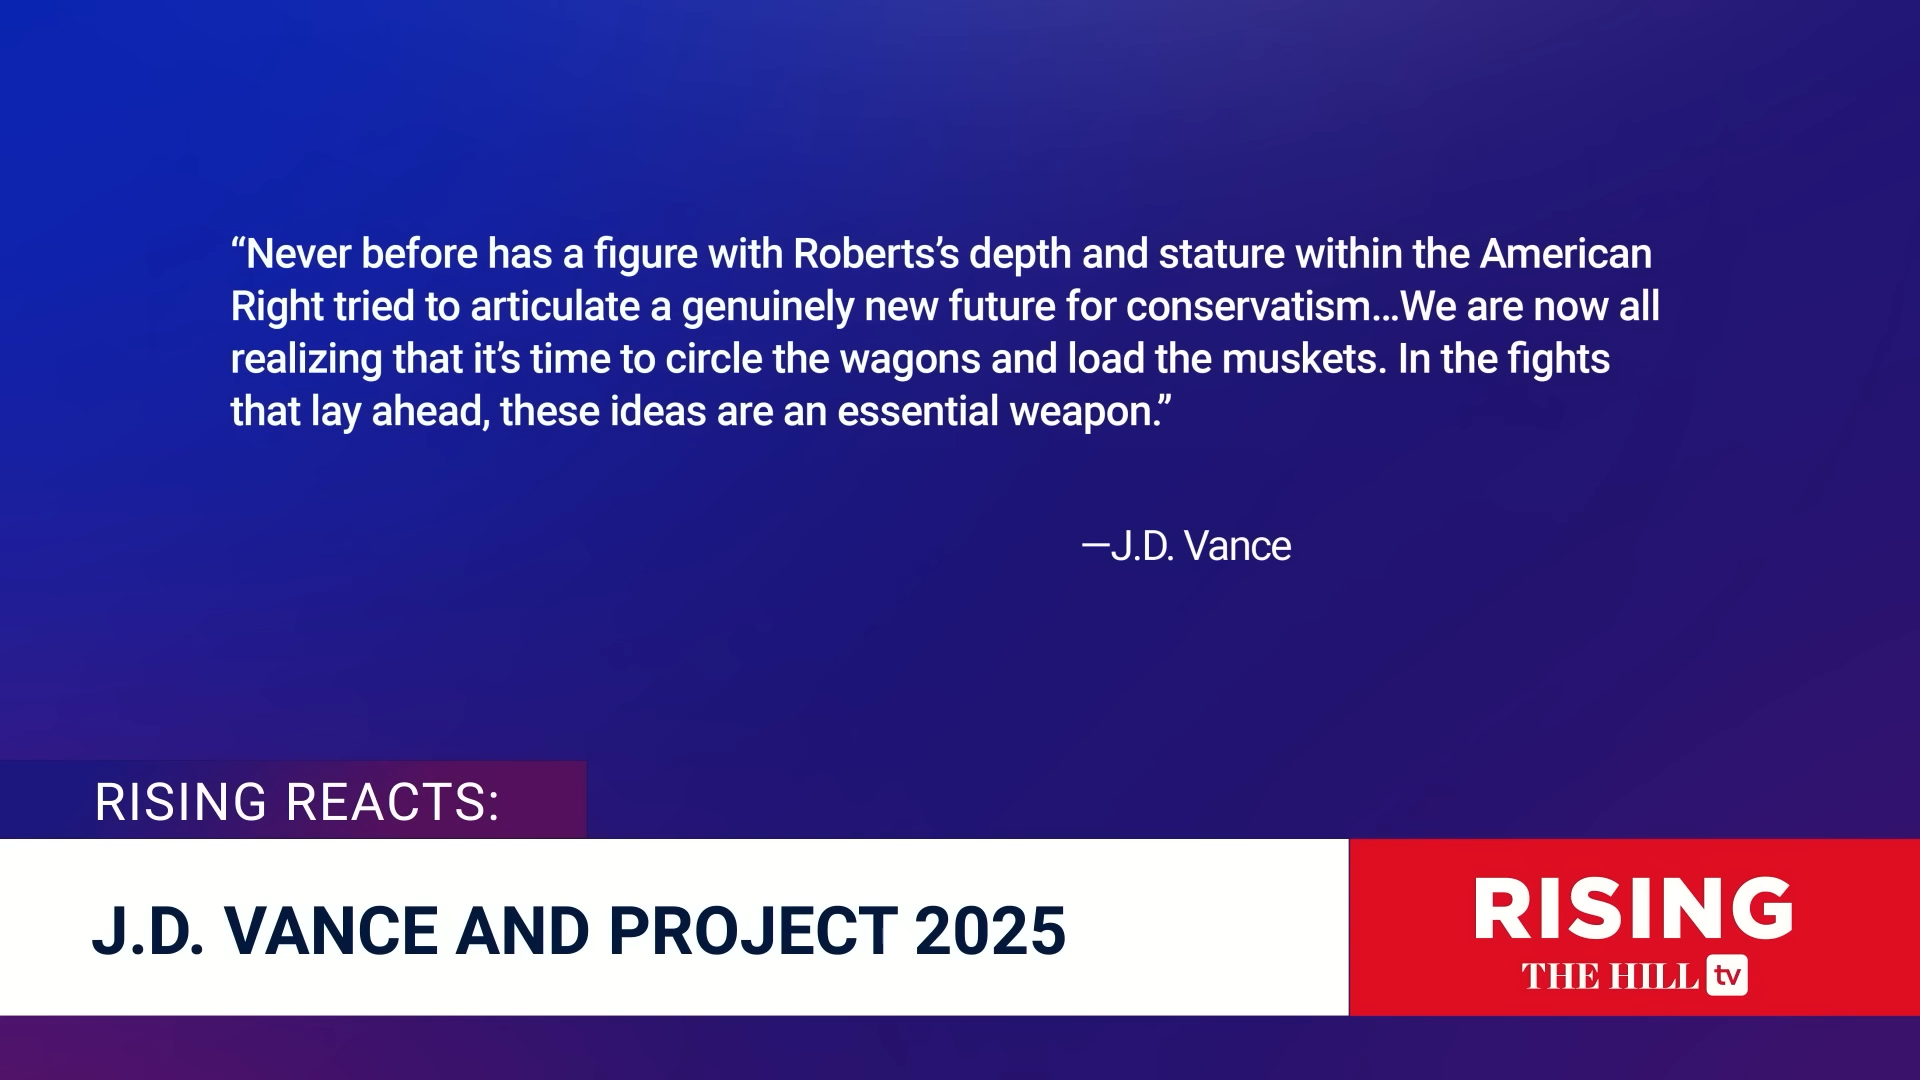 “Never before has a figure with Roberts’s depth and stature within the American
Right tried to articulate a genuinely new future for conservatism...We are now all
realizing that it’s time to circle the wagons and load the muskets. In the fights
that lay ahead, these ideas are an essential weapon.”
—J.D. Vance
RISING REACTS:
J.D. VANCE AND PROJECT 2025
RISING
THE HILL tv